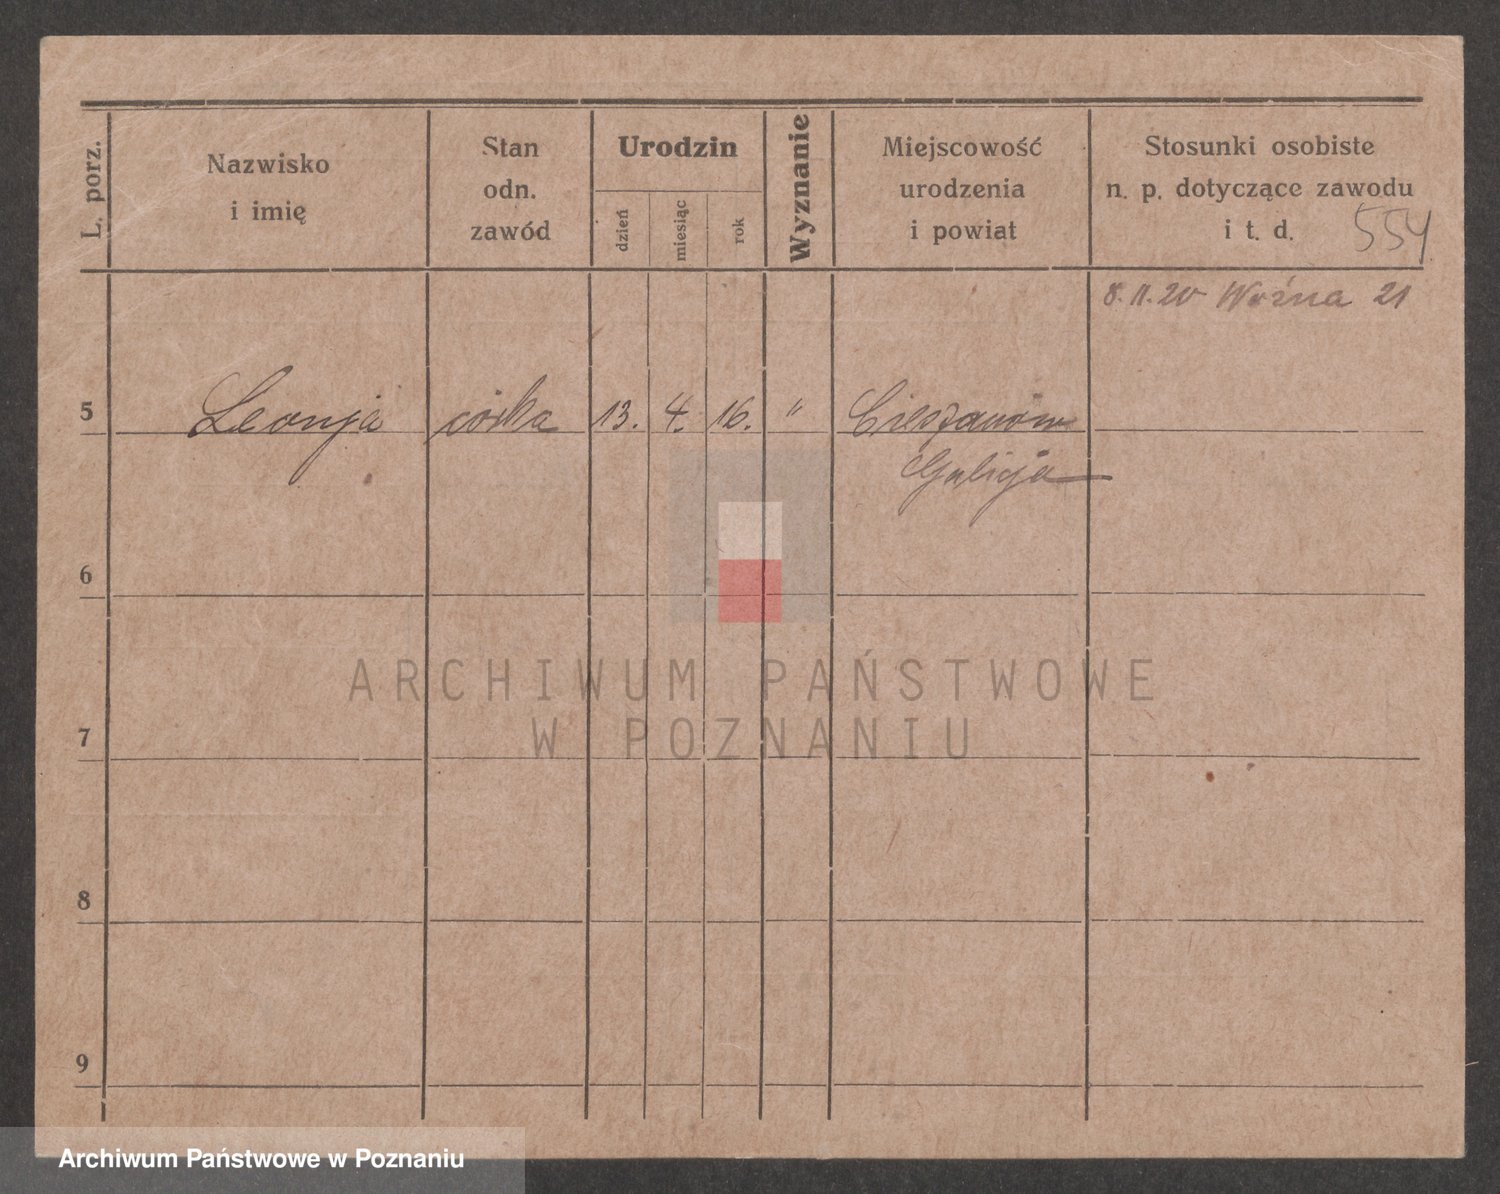 L. porz.
Nazwisko
i imię
Stan
odn.
zawód
Urodzin
dzień
miesiąc
rok
Wyznanie
Miejscowość
urodzenia
i powiat
Stosunki osobiste
n. p. dotyczące zawodu
i t. d.
554
8.11.20 Woźna 21
5 Leonja córka 13. 4. 16. " Cieszanów
Galicja
6
7
8
9
ARCHIWUM PAŃSTWOWE
W POZNANIU
Archiwum Państwowe w Poznaniu